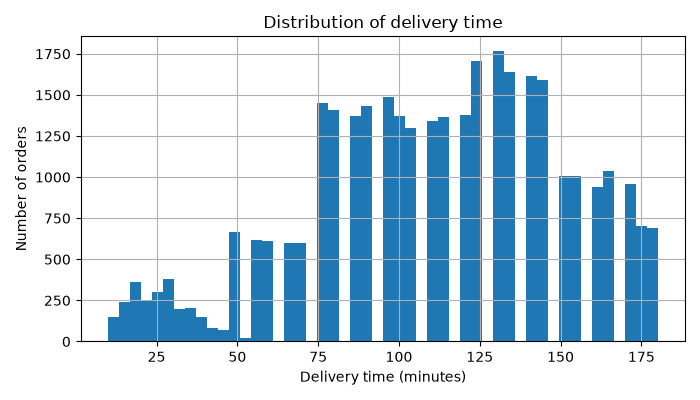 Distribution of delivery time
Number of orders
1750
1500
1250
1000
750
500
250
0
25 50 75 100 125 150 175
Delivery time (minutes)